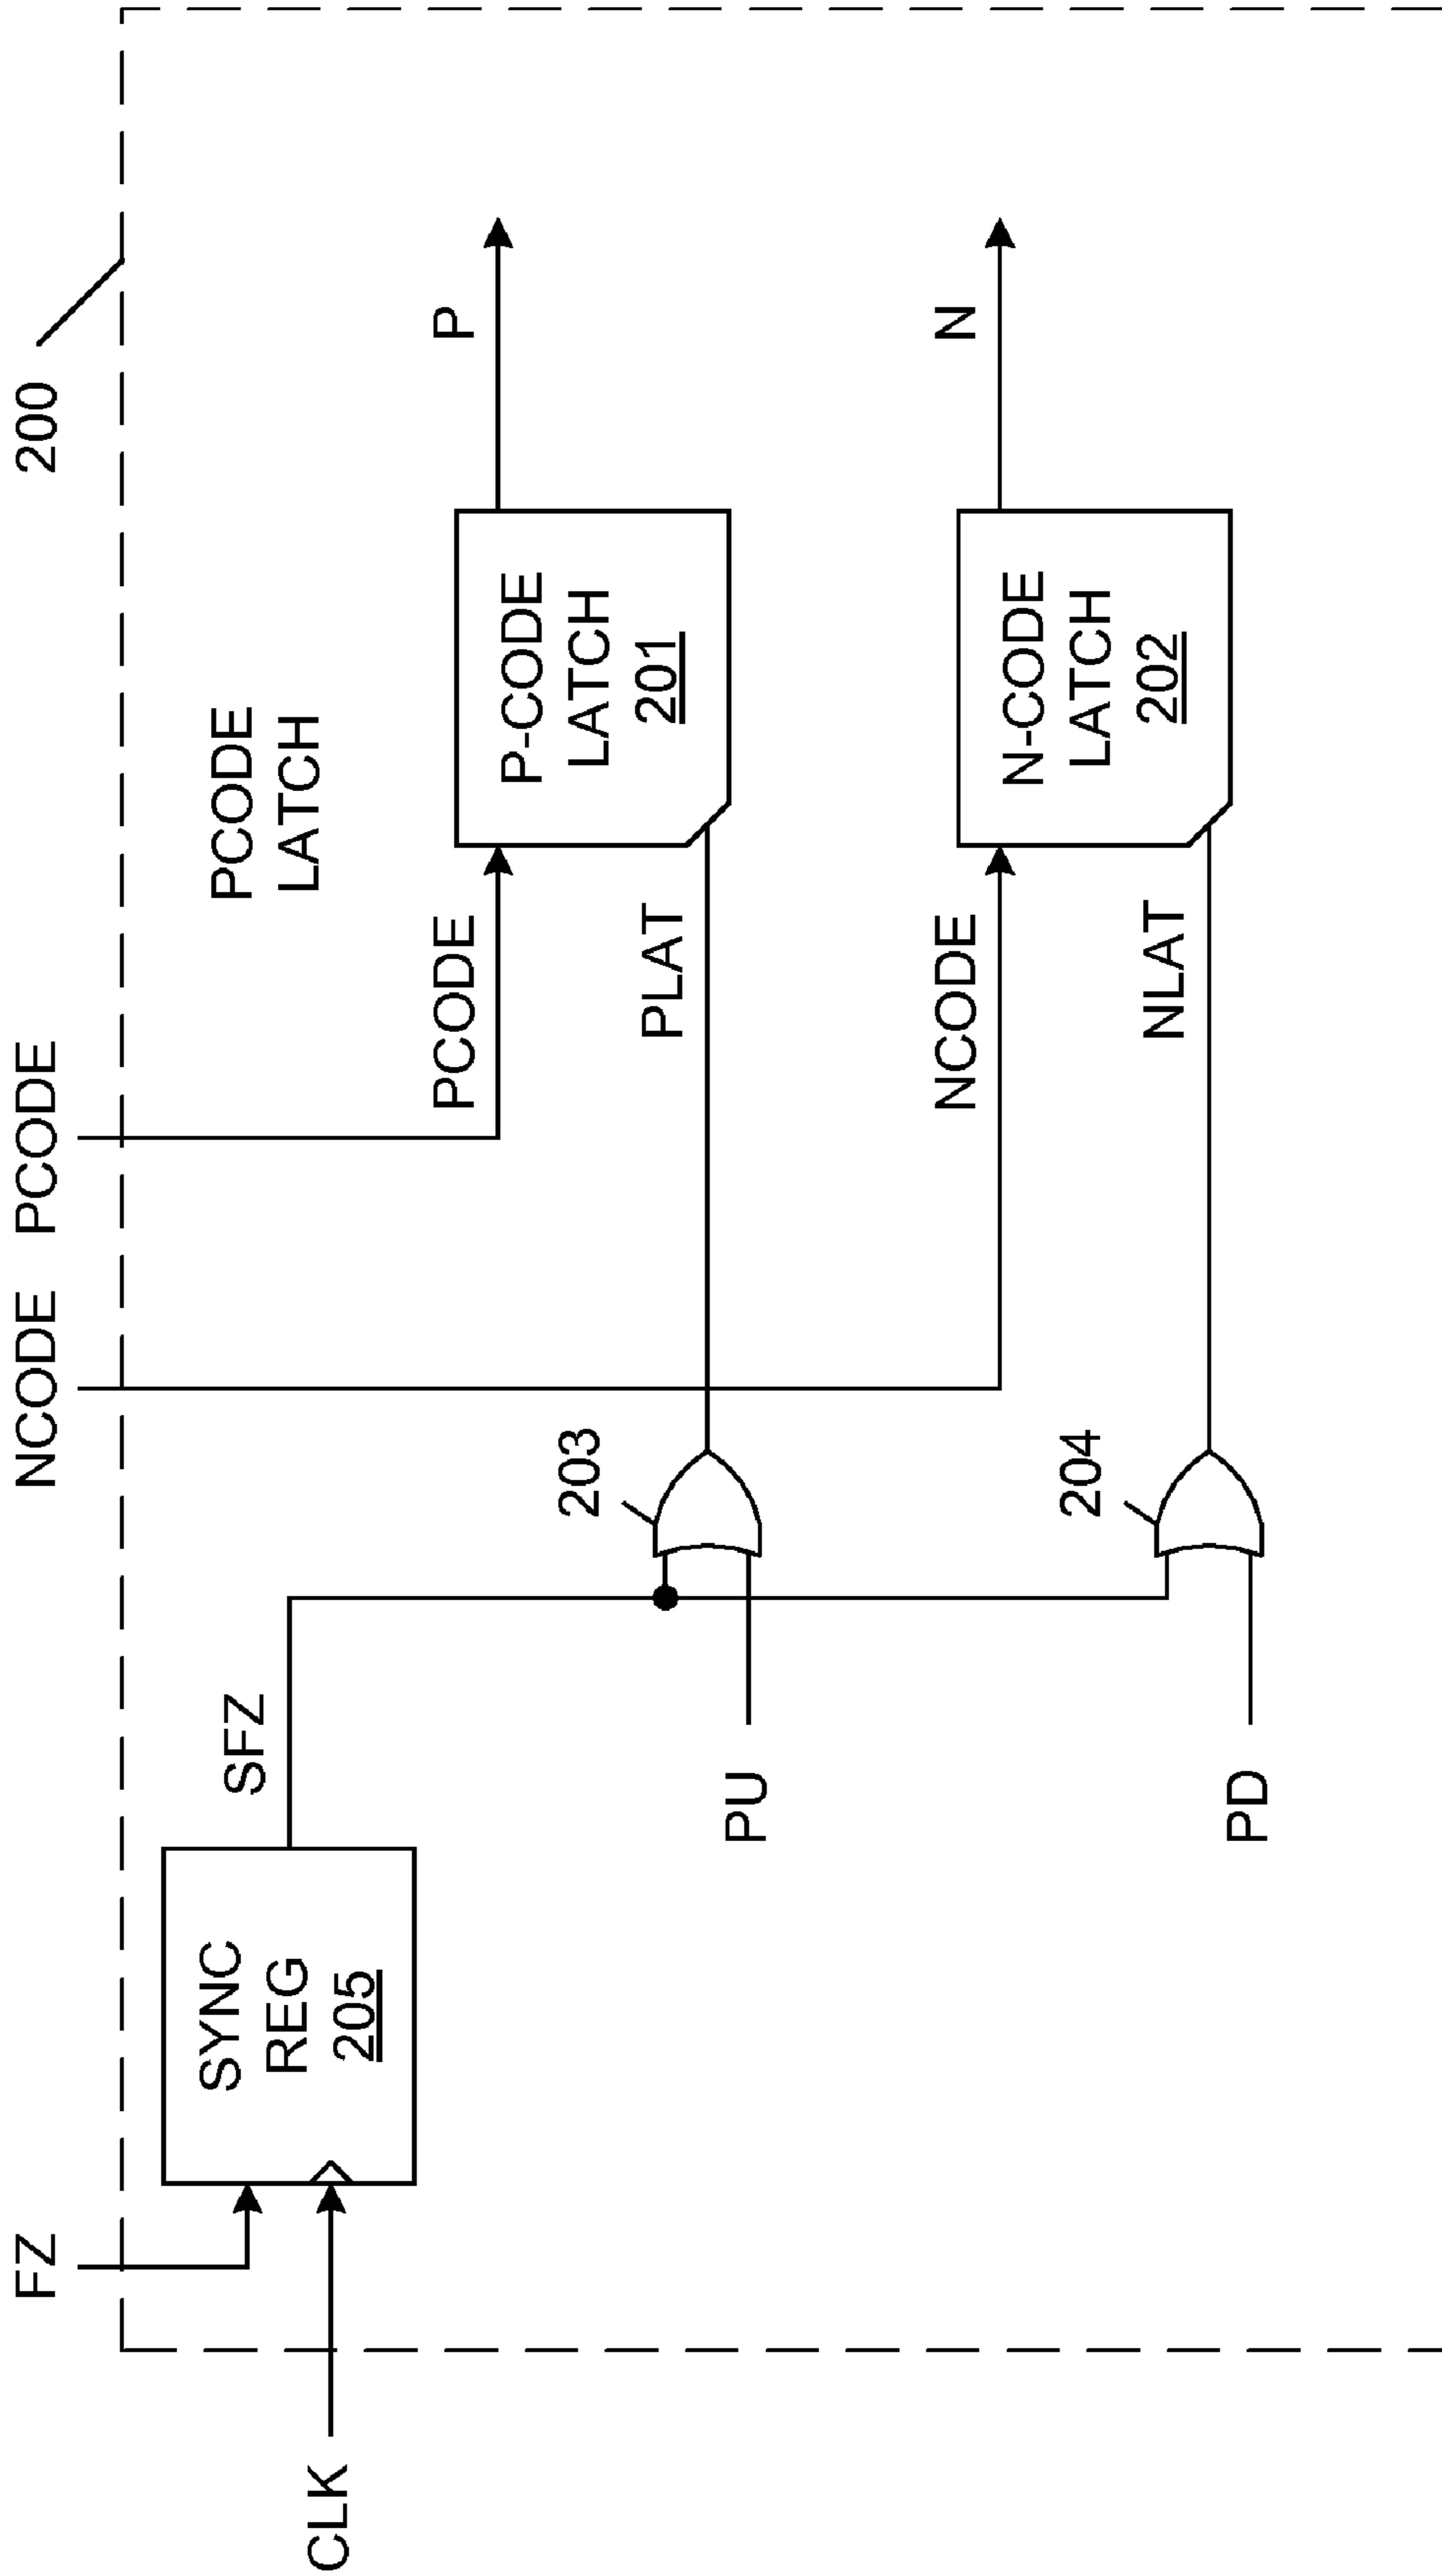 200
FZ
NCODE
PCODE
CLK
SYNC
REG
205
SFZ
PCODE
LATCH
PCODE
P
203
PLAT
P-CODE
LATCH
201
PU
NCODE
N
204
NLAT
N-CODE
LATCH
202
PD